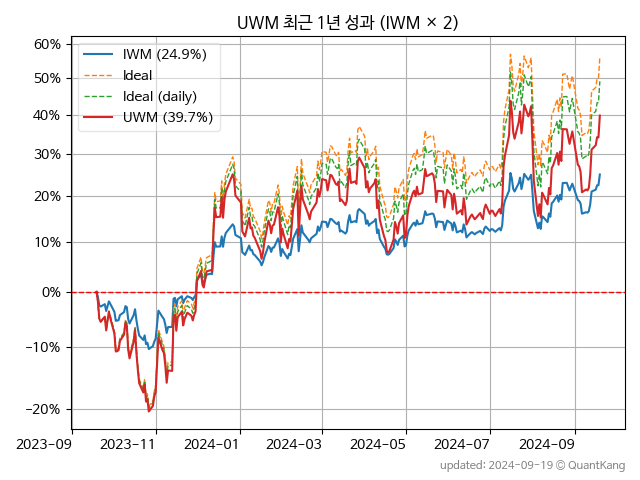 UWM 최근 1년 성과 (IWM × 2)
60%
50%
40%
30%
20%
10%
0%
−10%
−20%
IWM (24.9%)
Ideal
Ideal (daily)
UWM (39.7%)
2023-09
2023-11
2024-01
2024-03
2024-05
2024-07
2024-09
updated: 2024-09-19 © QuantKang